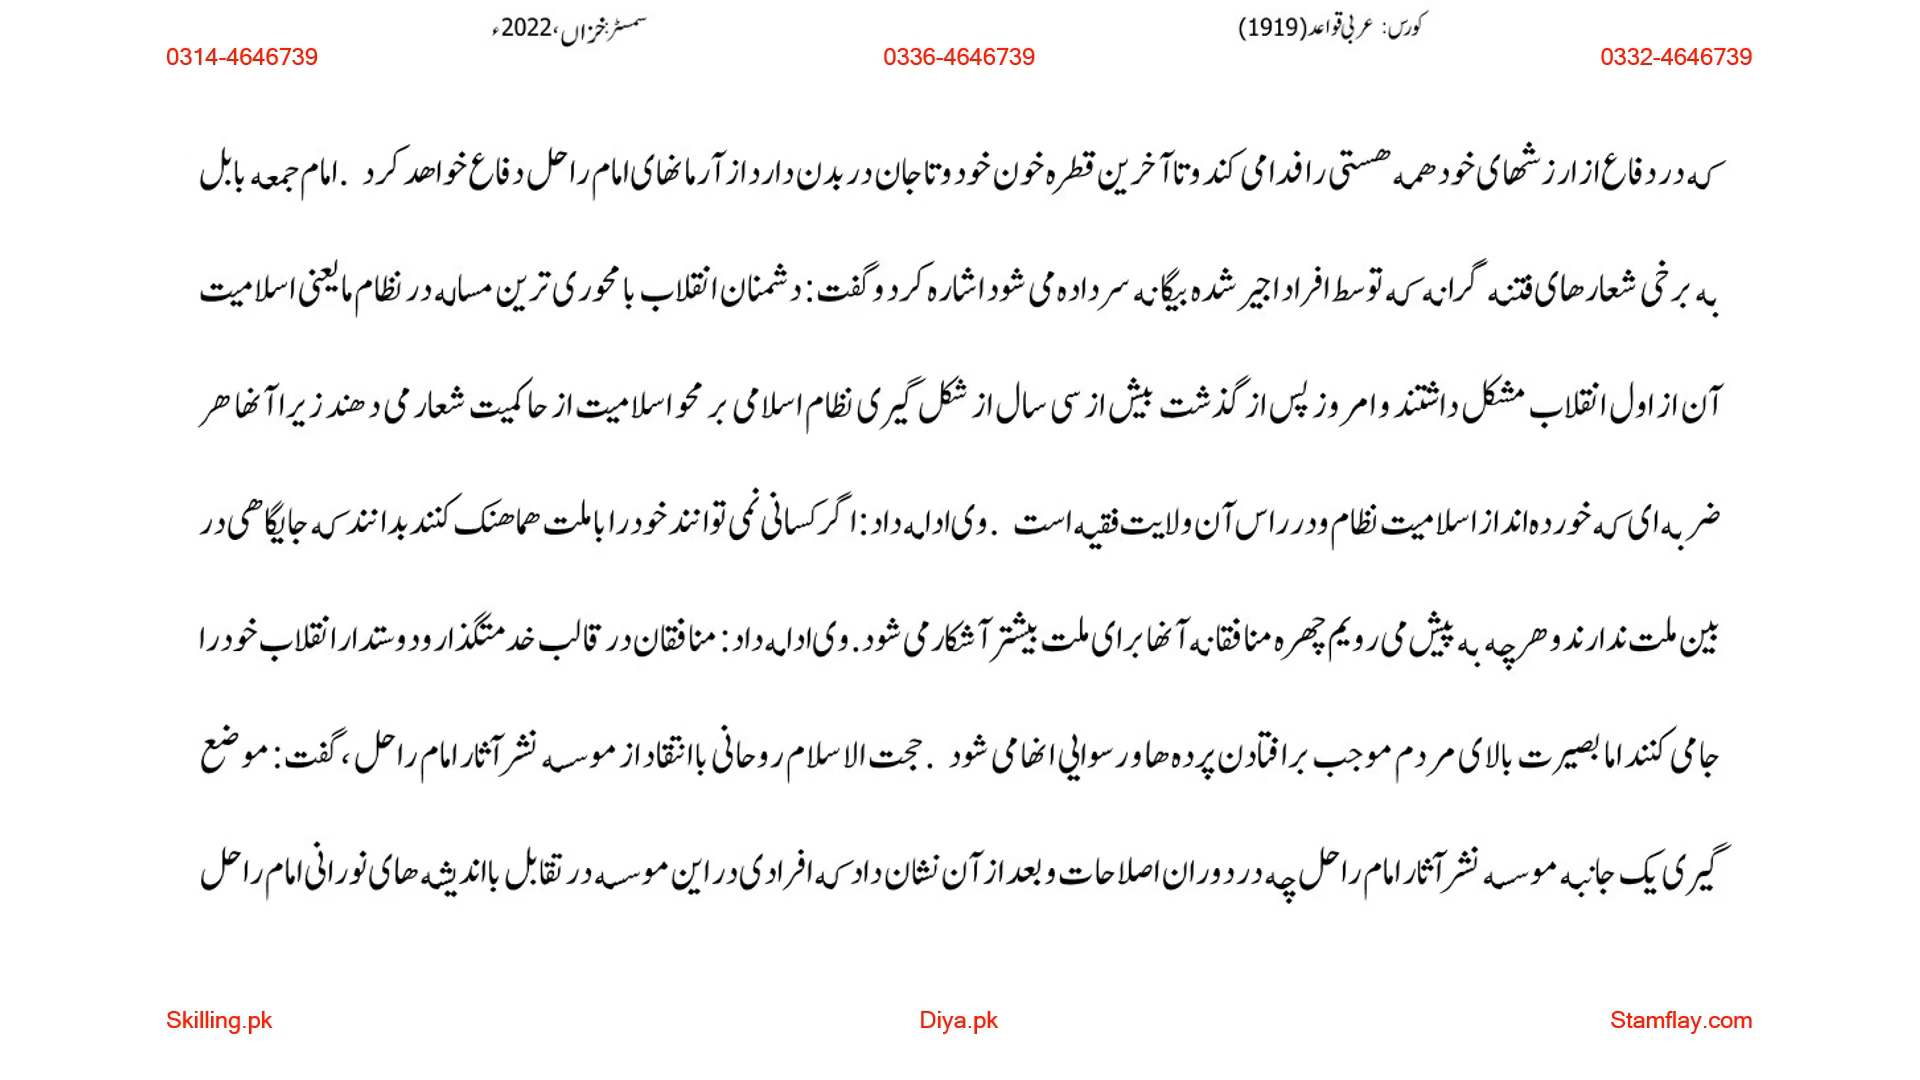 کورس: عربی قواعد (1919) سمسٹر: خزاں، 2022ء
0314-4646739 0336-4646739 0332-4646739
که در دفاع از ارزشهای خود همه هستی را فدا می کند و تا آخرین قطره خون خود و تا جان در بدن دارد از آرمانهای امام راحل دفاع خواهد کرد . امام جمعه بابل
به برخی شعارهای فتنه گرانه که توسط افراد اجیر شده بیگانه سر داده می شود اشاره کرد و گفت: دشمنان انقلاب با محوری ترین مساله در نظام ما یعنی اسلامیت
آن از اول انقلاب مشکل داشتند و امروز پس از گذشت بیش از سی سال از شکل گیری نظام اسلامی بر محو اسلامیت از حاکمیت شعار می دهند زیرا آنها هر
ضربه ای که خورده اند از اسلامیت نظام و در راس آن ولایت فقیه است . وی ادامه داد: اگر کسانی نمی توانند خود را با ملت هماهنگ کنند بدانند که جایگاهی در
بین ملت ندارند و هر چه به پیش می رویم چهره منافقانه آنها برای ملت بیشتر آشکار می شود. وی ادامه داد: منافقان در قالب خدمتگذار و دوستدار انقلاب خود را
جا می کنند اما بصیرت بالای مردم موجب بر افتادن پرده ها و رسوایی انها می شود . حجت الاسلام روحانی با انتقاد از موسسه نشر آثار امام راحل، گفت: موضع
گیری یک جانبه موسسه نشر آثار امام راحل چه در دوران اصلاحات و بعد از آن نشان داد که افرادی در این موسسه در تقابل با اندیشه های نورانی امام راحل
Skilling.pk Diya.pk Stamflay.com